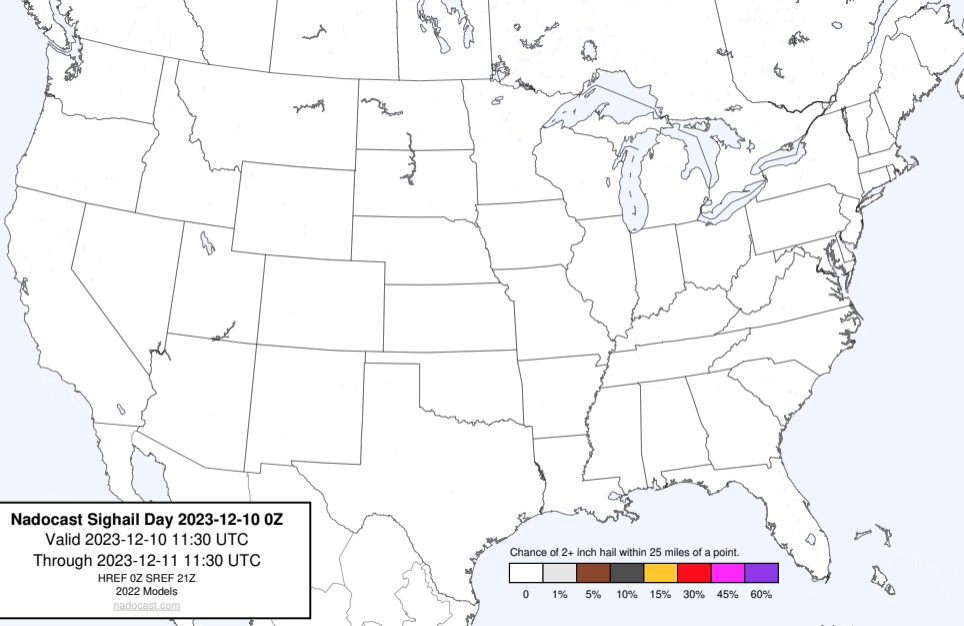 Nadocast Sighail Day 2023-12-10 0Z
Valid 2023-12-10 11:30 UTC
Through 2023-12-11 11:30 UTC
HREF 0Z SREF 21Z
2022 Models
nadocast.com
Chance of 2+ inch hail within 25 miles of a point.
0 1% 5% 10% 15% 30% 45% 60%